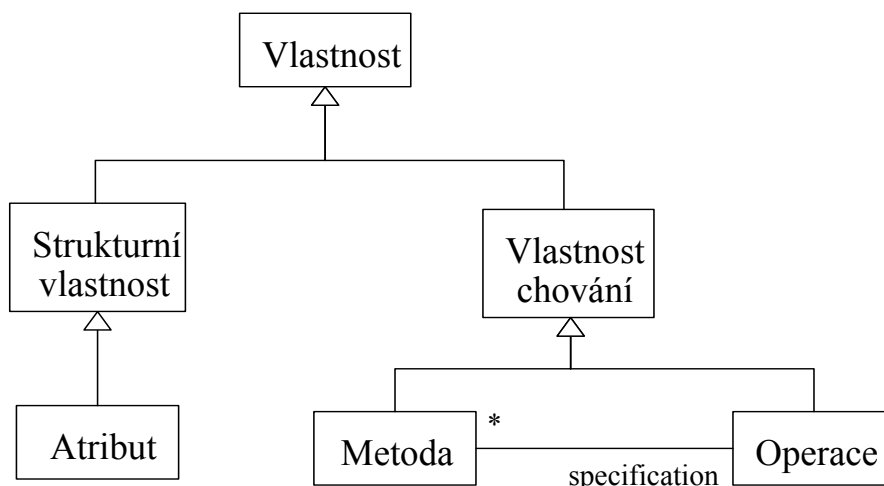 Vlastnost
Strukturní
vlastnost
Vlastnost
chování
Atribut
Metoda
*
specification
Operace